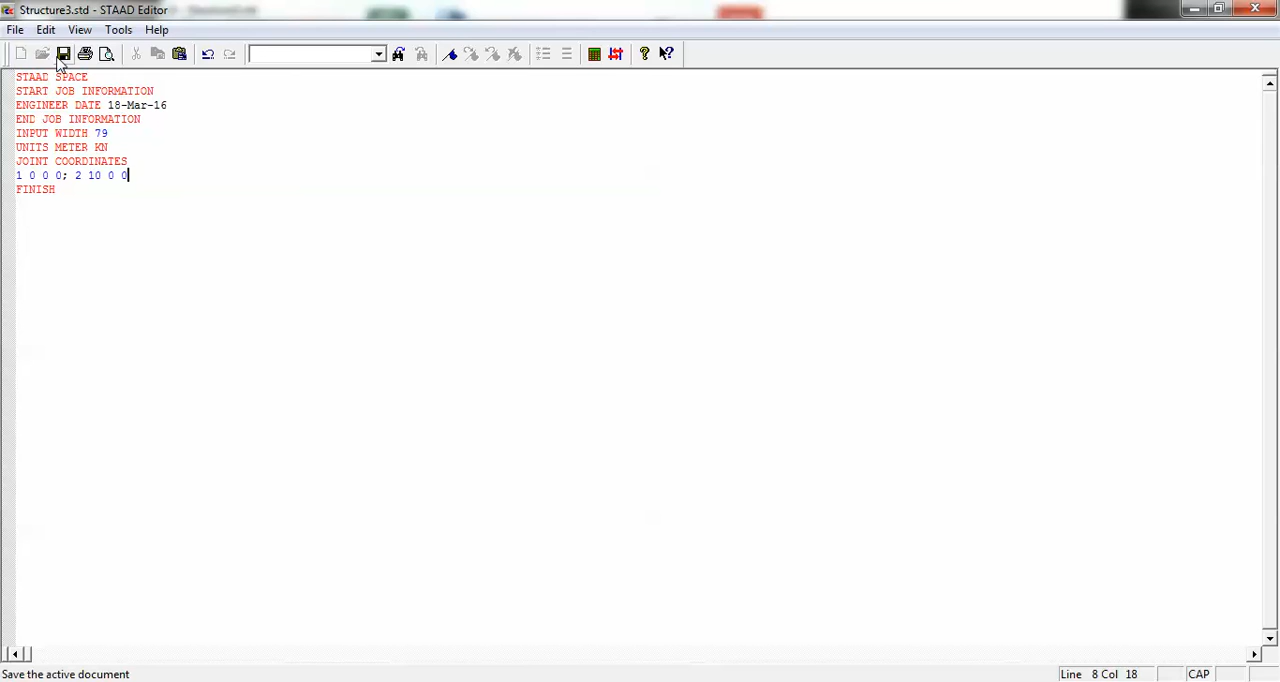 Structure3.std - STAAD Editor
File Edit View Tools Help
STAAD SPACE
START JOB INFORMATION
ENGINEER DATE 18-Mar-16
END JOB INFORMATION
INPUT WIDTH 79
UNITS METER KN
JOINT COORDINATES
1 0 0 0; 2 10 0 0
FINISH
Save the active document Line 8 Col 18 CAP